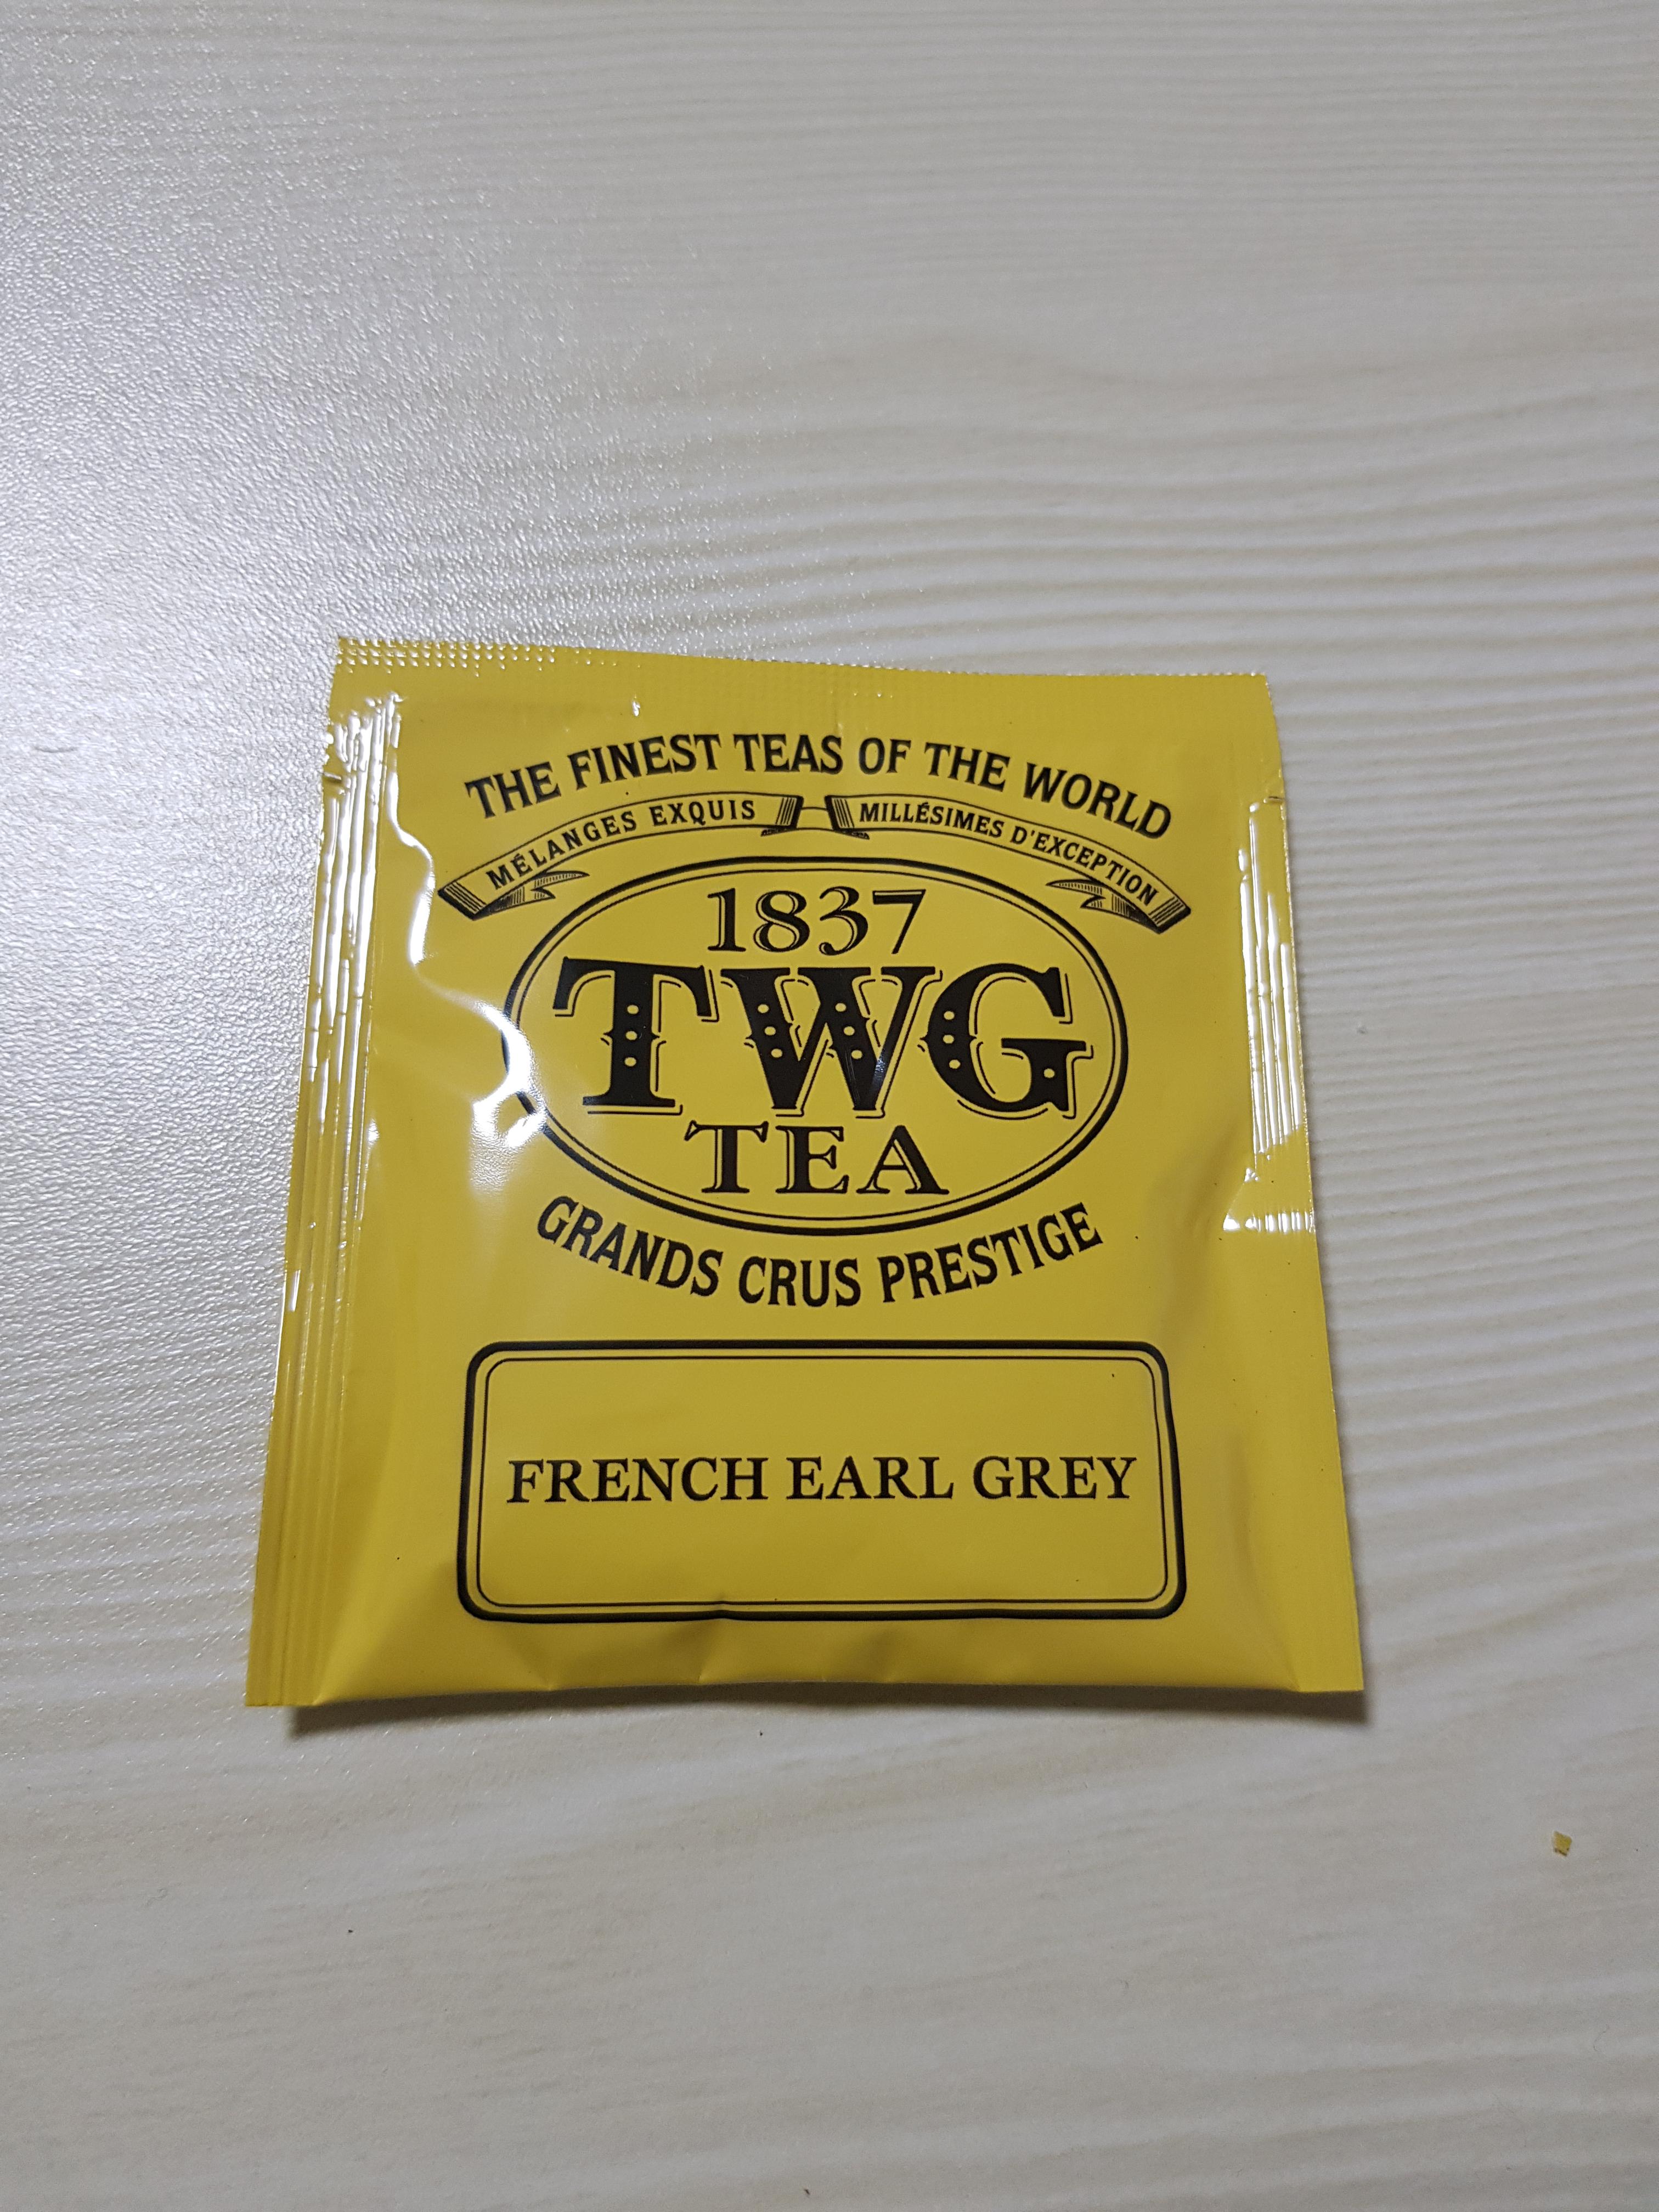 THE FINEST TEAS OF THE WORLD
MÉLANGES EXQUIS MILLÉSIMES D'EXCEPTION
1837
TWG
TEA
GRANDS CRUS PRESTIGE
FRENCH EARL GREY